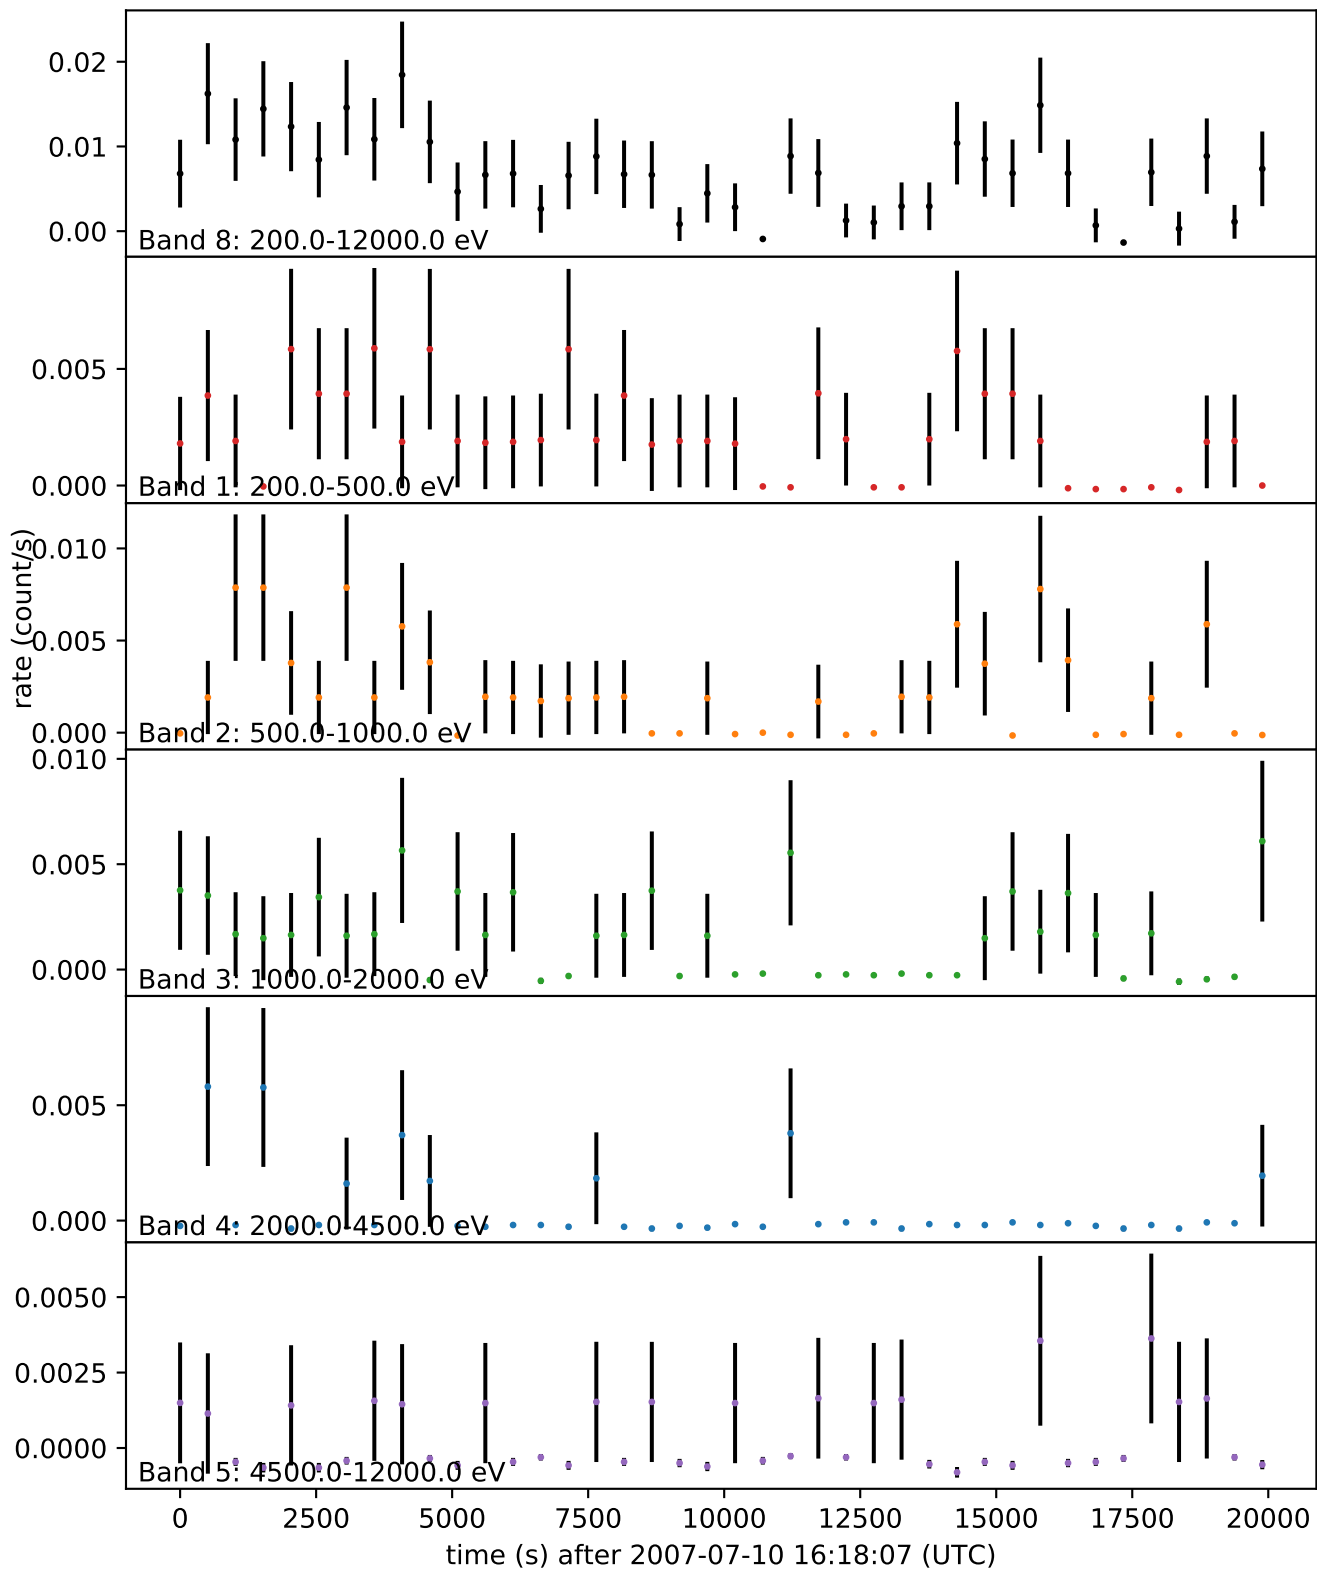 0.02
0.01
0.00
Band 8: 200.0-12000.0 eV
0.005
0.000
Band 1: 200.0-500.0 eV
rate (count/s)
0.010
0.005
0.000
Band 2: 500.0-1000.0 eV
0.010
0.005
0.000
Band 3: 1000.0-2000.0 eV
0.005
0.000
Band 4: 2000.0-4500.0 eV
0.0050
0.0025
0.0000
Band 5: 4500.0-12000.0 eV
0 2500 5000 7500 10000 12500 15000 17500 20000
time (s) after 2007-07-10 16:18:07 (UTC)